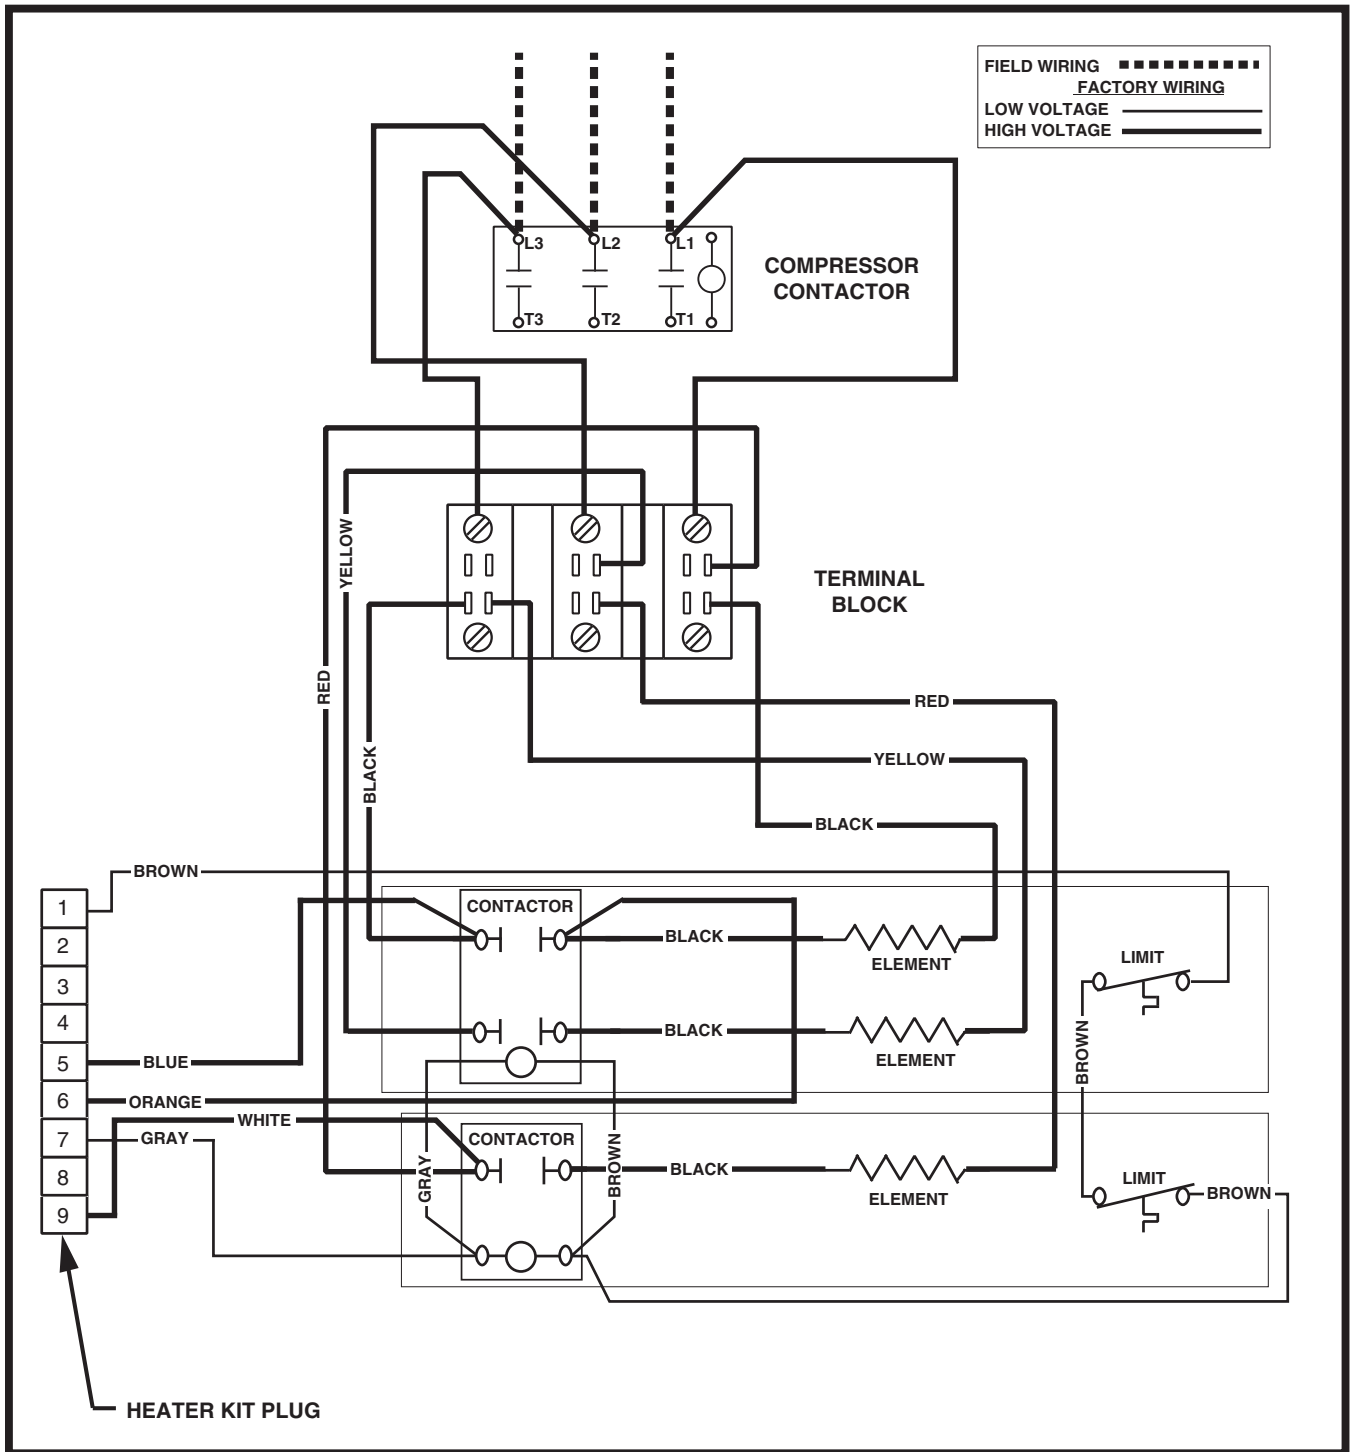 FIELD WIRING
FACTORY WIRING
LOW VOLTAGE
HIGH VOLTAGE
L3
L2
L1
T3
T2
T1
COMPRESSOR
CONTACTOR
YELLOW
TERMINAL
BLOCK
RED
BLACK
RED
YELLOW
BLACK
BROWN
1
2
3
4
5
6
7
8
9
BLUE
ORANGE
WHITE
GRAY
CONTACTOR
BLACK
ELEMENT
LIMIT
BLACK
ELEMENT
BROWN
CONTACTOR
GRAY
BROWN
BLACK
ELEMENT
LIMIT
BROWN
HEATER KIT PLUG